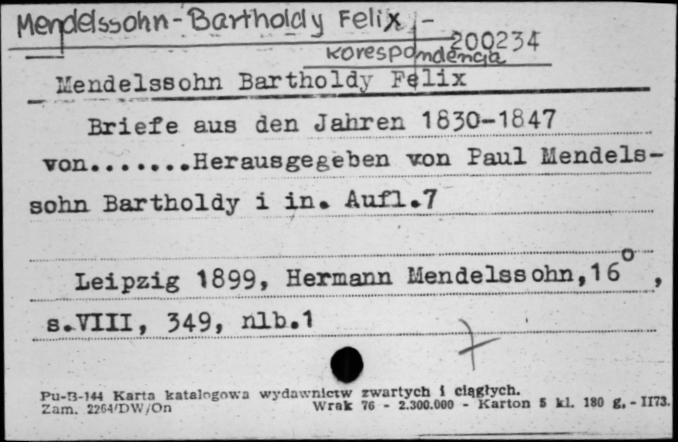 Mendelssohn-Bartholdy Felix -
korespondencja
200234
Mendelssohn Bartholdy Felix
Briefe aus den Jahren 1830-1847
von.......Herausgegeben von Paul Mendels-
sohn Bartholdy i in. Aufl.7
Leipzig 1899, Hermann Mendelssohn,16°,
s.VIII, 349, nlb.1
Pu-B-144 Karta katalogowa wydawnictw zwartych i ciągłych.
Zam. 2264/DW/On Wrak 76 - 2.300.000 - Karton 5 kl. 180 g. - II73.